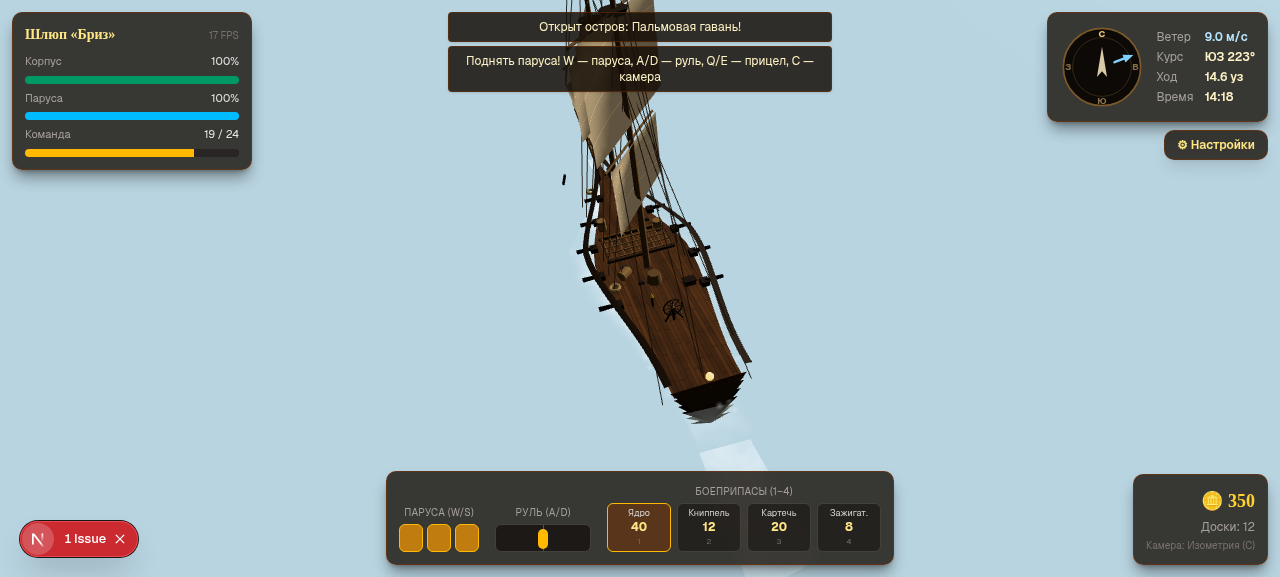 Шлюп «Бриз»
17 FPS
Корпус 100%
Паруса 100%
Команда 19 / 24
Открыт остров: Пальмовая гавань!
Поднять паруса! W — паруса, A/D — руль, Q/E — прицел, C —
камера
С
З
В
Ю
Ветер 9.0 м/с
Курс ЮЗ 223°
Ход 14.6 уз
Время 14:18
⚙ Настройки
N 1 Issue ×
ПАРУСА (W/S)
РУЛЬ (A/D)
БОЕПРИПАСЫ (1–4)
Ядро
40
1
Книппель
12
2
Картечь
20
3
Зажигат.
8
4
350
Доски: 12
Камера: Изометрия (C)